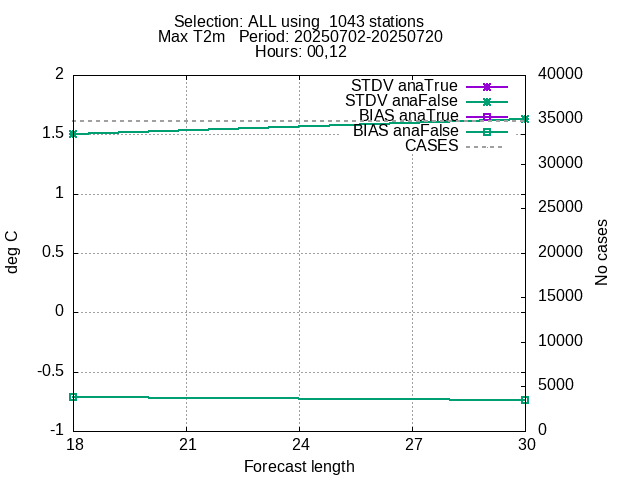 Selection: ALL using  1043 stations
Max T2m   Period: 20250702-20250720
Hours: 00,12
2
1.5
1
0.5
0
-0.5
-1
40000
35000
30000
25000
20000
15000
10000
5000
0
STDV anaTrue
STDV anaFalse
BIAS anaTrue
BIAS anaFalse
CASES
deg C
No cases
18
21
24
27
30
Forecast length